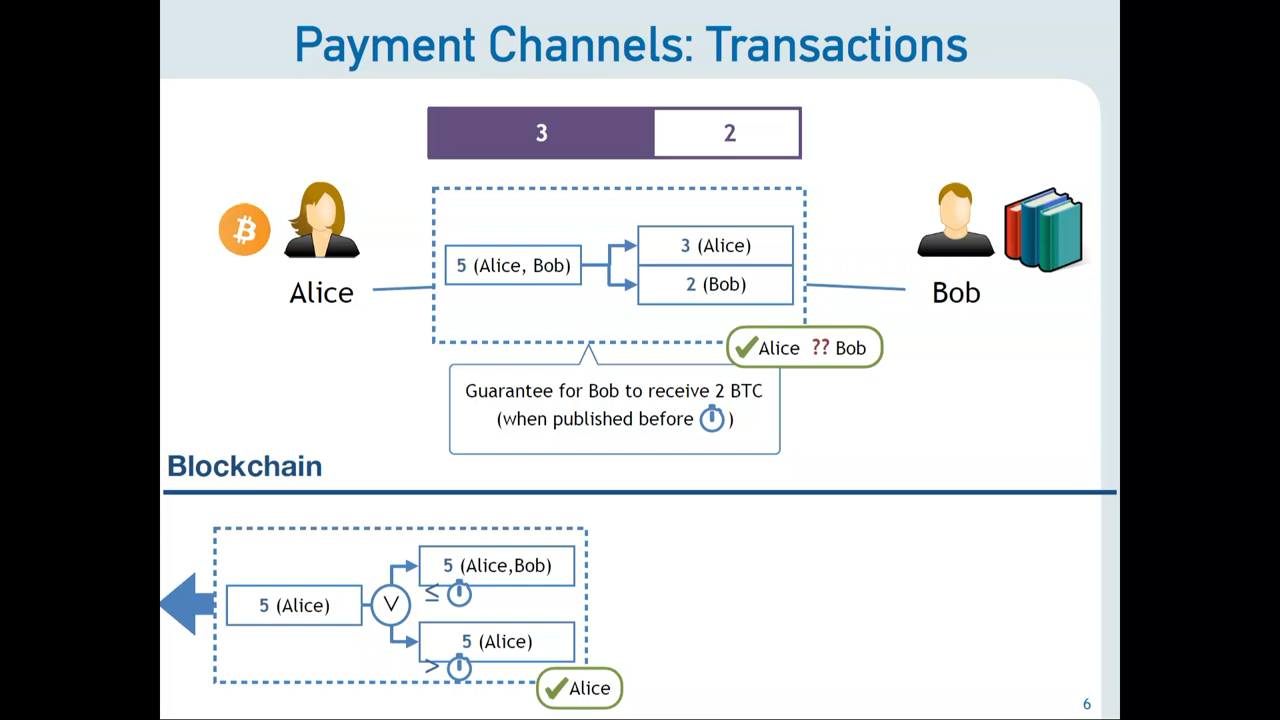 Payment Channels: Transactions
3 2
5 (Alice, Bob)
3 (Alice)
2 (Bob)
Alice
Bob
Alice ?? Bob
Guarantee for Bob to receive 2 BTC
(when published before )
Blockchain
5 (Alice)
V
5 (Alice,Bob)
≤
5 (Alice)
>
Alice
6